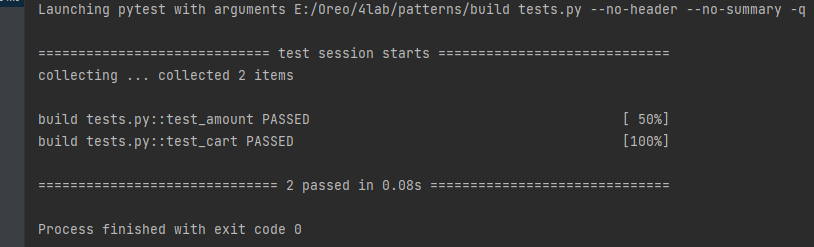 Launching pytest with arguments E:/Oreo/4lab/patterns/build tests.py --no-header --no-summary -q
============================= test session starts =============================
collecting ... collected 2 items
build tests.py::test_amount PASSED [ 50%]
build tests.py::test_cart PASSED [100%]
============================== 2 passed in 0.08s ==============================
Process finished with exit code 0